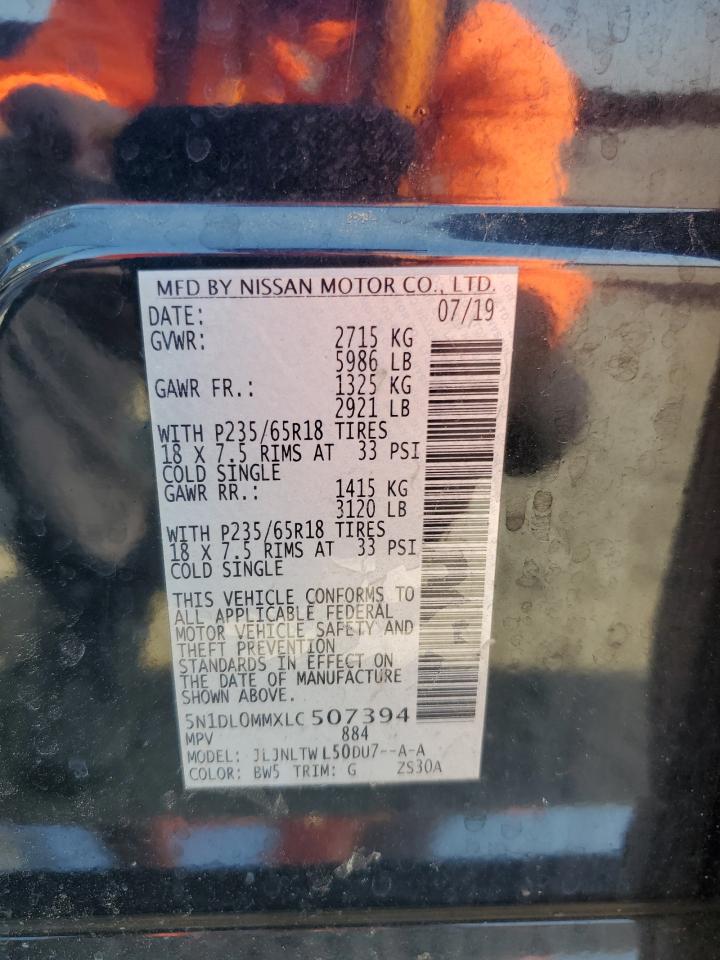 MFD BY NISSAN MOTOR CO., LTD.
DATE: 07/19
GVWR: 2715 KG
5986 LB
GAWR FR.: 1325 KG
2921 LB
WITH P235/65R18 TIRES
18 X 7.5 RIMS AT 33 PSI
COLD SINGLE
GAWR RR.: 1415 KG
3120 LB
WITH P235/65R18 TIRES
18 X 7.5 RIMS AT 33 PSI
COLD SINGLE
THIS VEHICLE CONFORMS TO
ALL APPLICABLE FEDERAL
MOTOR VEHICLE SAFETY AND
THEFT PREVENTION
STANDARDS IN EFFECT ON
THE DATE OF MANUFACTURE
SHOWN ABOVE.
5N1DL0MMXLC507394
MPV 884
MODEL: JLJNLTWL50DU7--A-A
COLOR: BW5 TRIM: G ZS30A